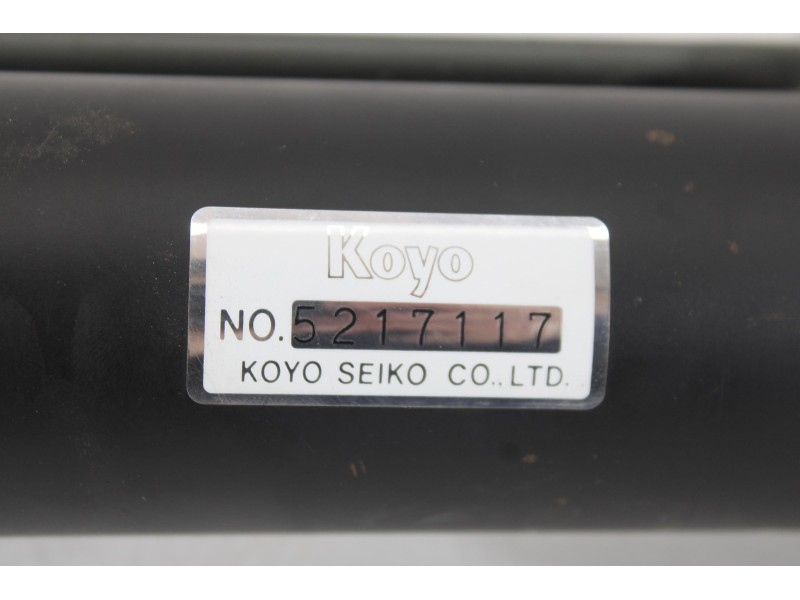 Koyo
NO. 5217117
KOYO SEIKO CO., LTD.